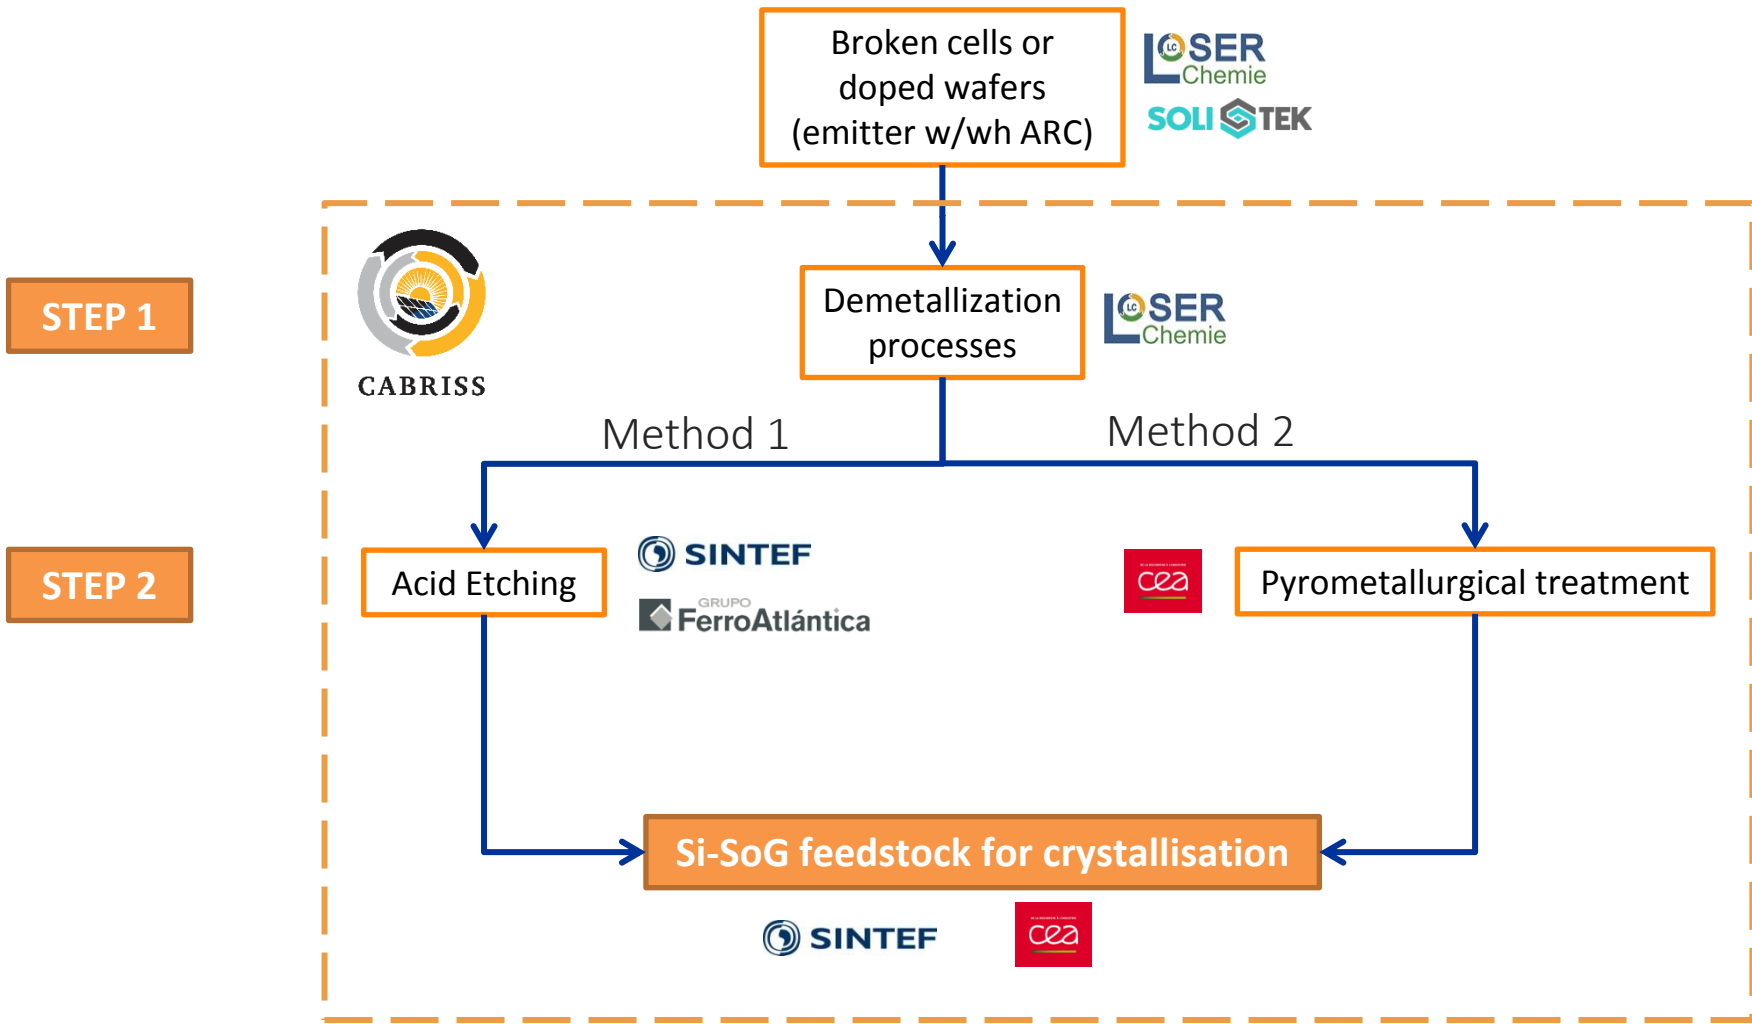 Broken cells or
doped wafers
(emitter w/wh ARC)
LOSER
LC
Chemie
SOLI TEK
STEP 1
CABRISS
Demetallization
processes
LOSER
LC
Chemie
Method 1
Method 2
STEP 2
Acid Etching
SINTEF
GRUPO
FerroAtlántica
cea
Pyrometallurgical treatment
Si-SoG feedstock for crystallisation
SINTEF
cea